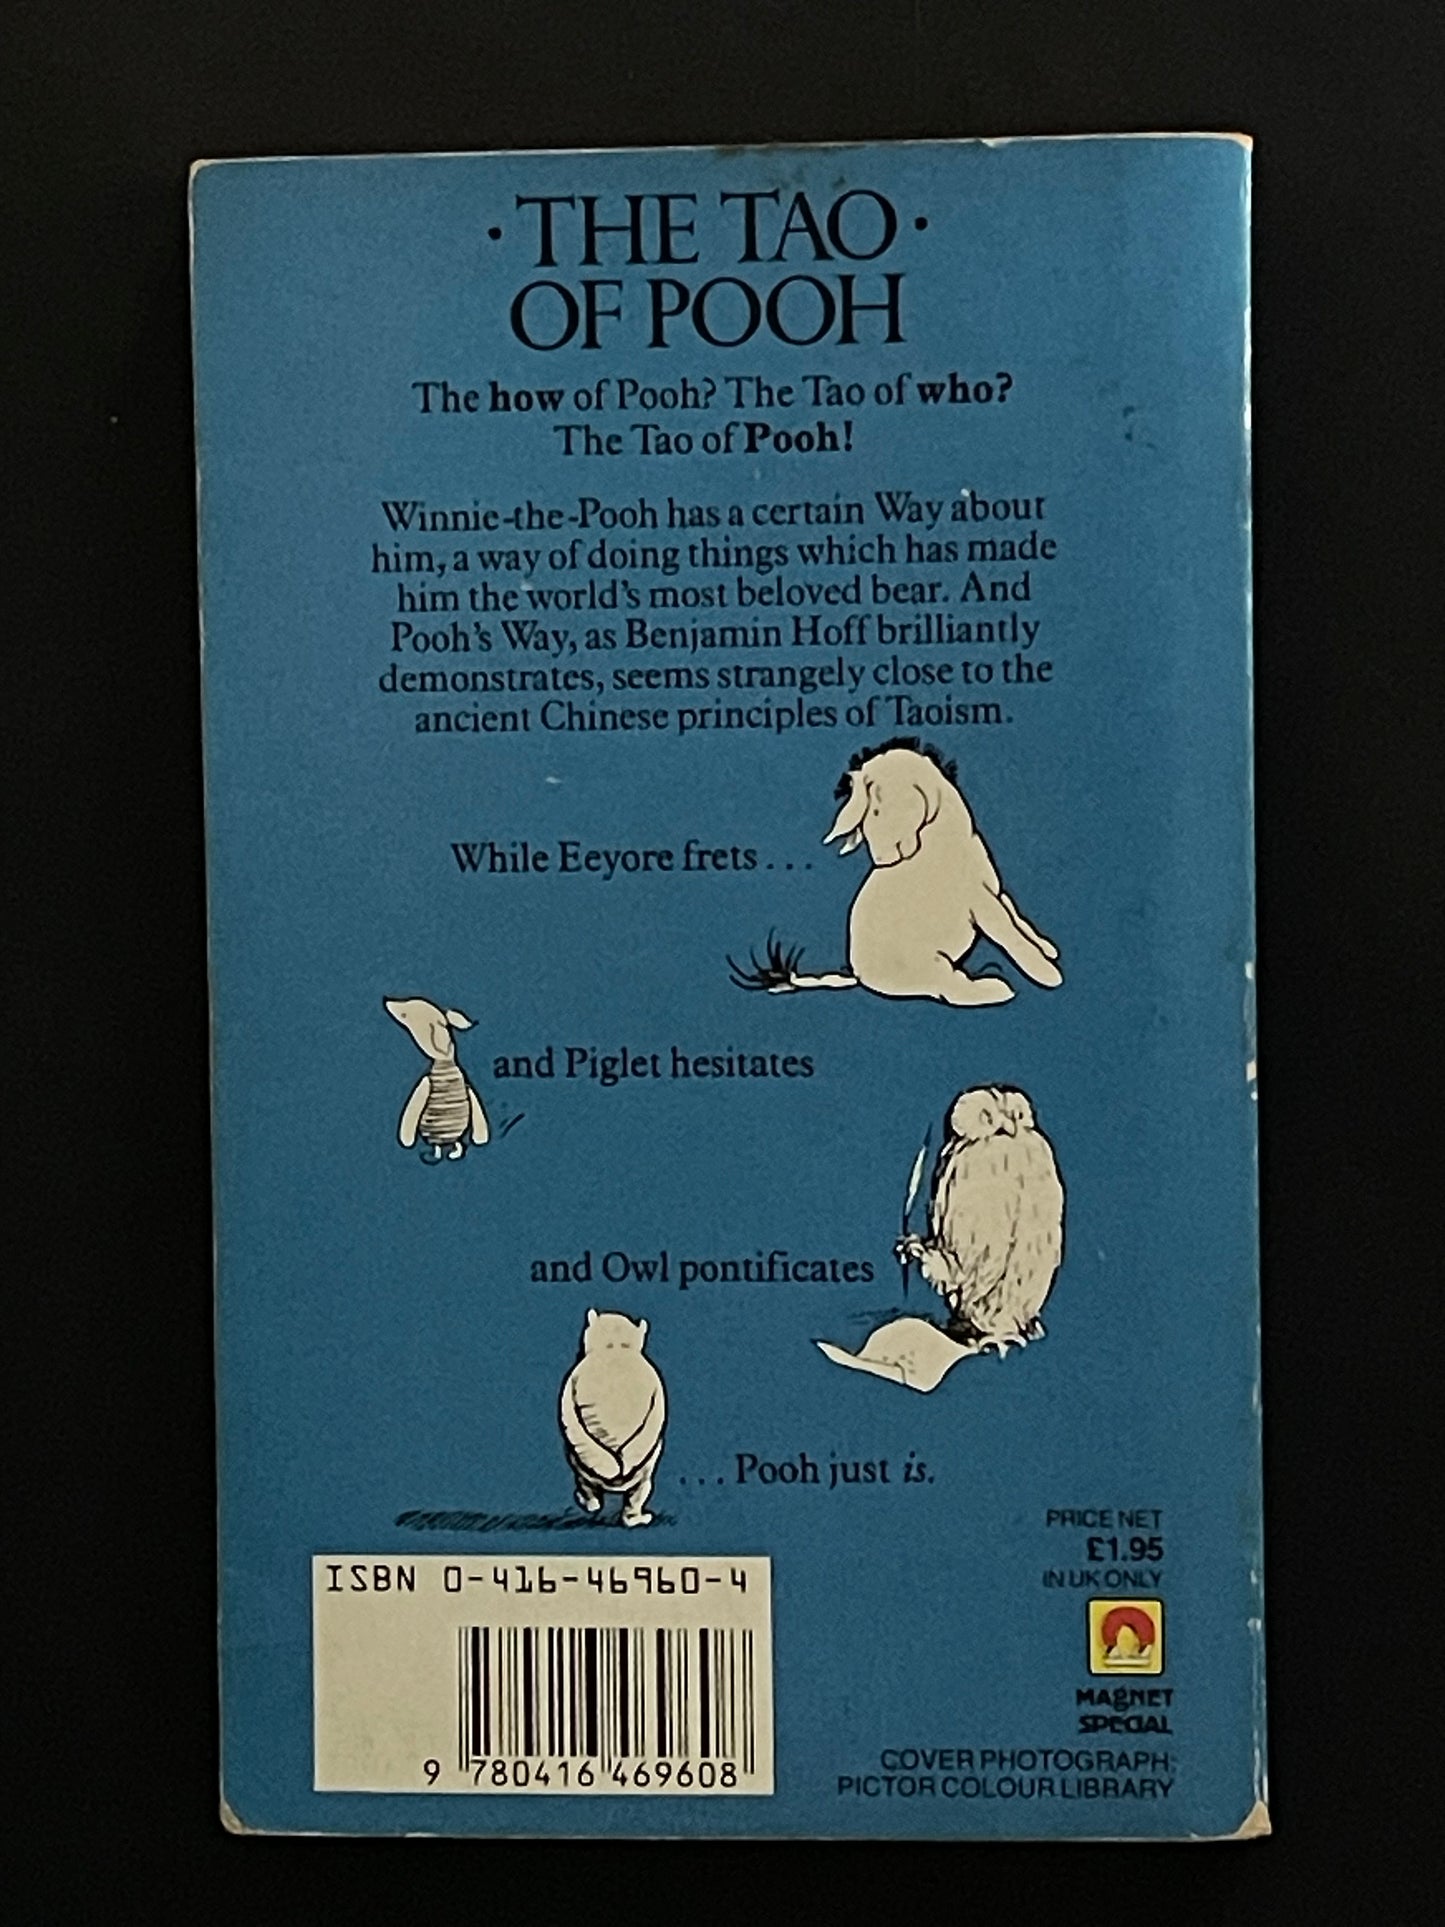 · THE TAO ·
OF POOH
The how of Pooh? The Tao of who?
The Tao of Pooh!
Winnie-the-Pooh has a certain Way about
him, a way of doing things which has made
him the world's most beloved bear. And
Pooh's Way, as Benjamin Hoff brilliantly
demonstrates, seems strangely close to the
ancient Chinese principles of Taoism.
While Eeyore frets . . .
and Piglet hesitates
and Owl pontificates
. . . Pooh just is.
PRICE NET
£1.95
IN UK ONLY
ISBN 0-416-46960-4
9 780416 469608
MAGNET
SPECIAL
COVER PHOTOGRAPH:
PICTOR COLOUR LIBRARY